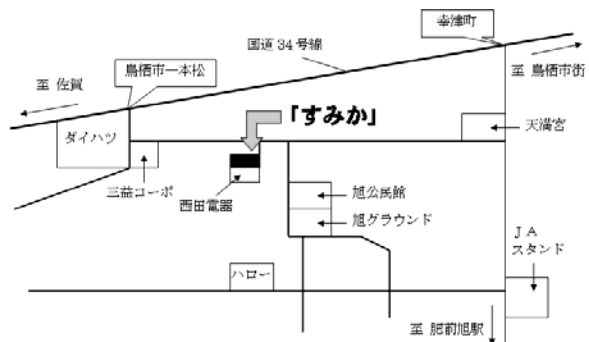 幸津町
国道34号線
至 鳥栖市街
鳥栖市一本松
至 佐賀
「すみか」
天満宮
ダイハツ
三益コーポ
西田電器
旭公民館
旭グラウンド
JA
スタンド
ハロー
至 肥前旭駅